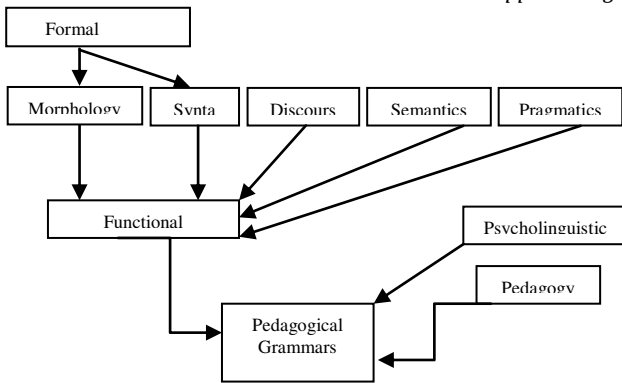 Formal
Morphology
Synta
Discours
Semantics
Pragmatics
Functional
Psycholinguistic
Pedagogy
Pedagogical
Grammars